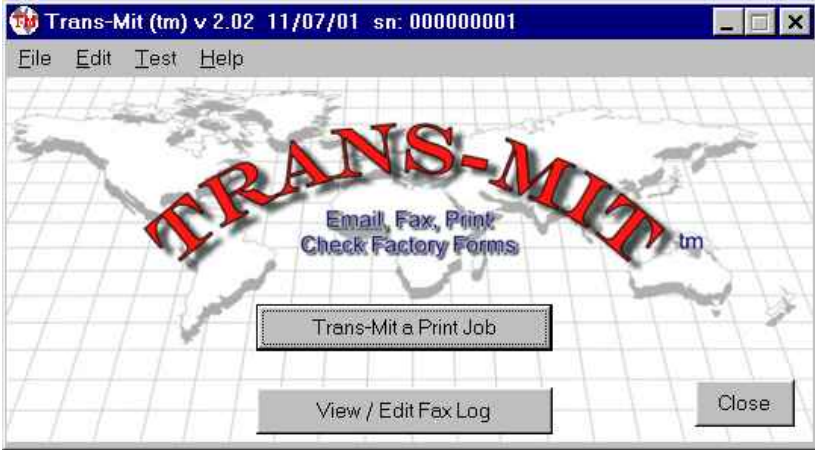 Trans-Mit (tm) v 2.02 11/07/01 sn: 000000001
File Edit Test Help
TRANS-MIT tm
Email, Fax, Print
Check Factory Forms
Trans-Mit a Print Job
View / Edit Fax Log
Close